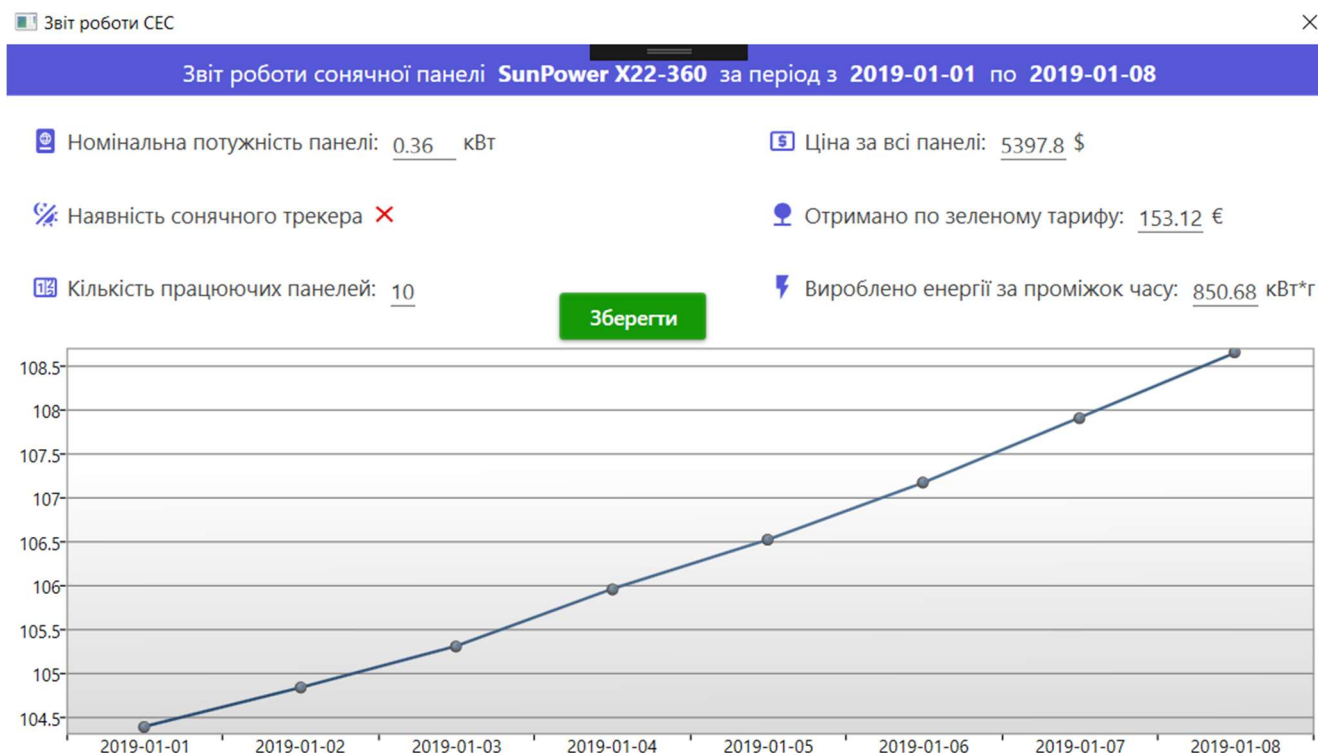 Звіт роботи СЕС
Звіт роботи сонячної панелі SunPower X22-360 за період з 2019-01-01 по 2019-01-08
Номінальна потужність панелі: 0.36 кВт
Ціна за всі панелі: 5397.8 $
Наявність сонячного трекера
Отримано по зеленому тарифу: 153.12 €
Кількість працюючих панелей: 10
Вироблено енергії за проміжок часу: 850.68 кВт*г
Зберегти
108.5
108
107.5
107
106.5
106
105.5
105
104.5
2019-01-01 2019-01-02 2019-01-03 2019-01-04 2019-01-05 2019-01-06 2019-01-07 2019-01-08